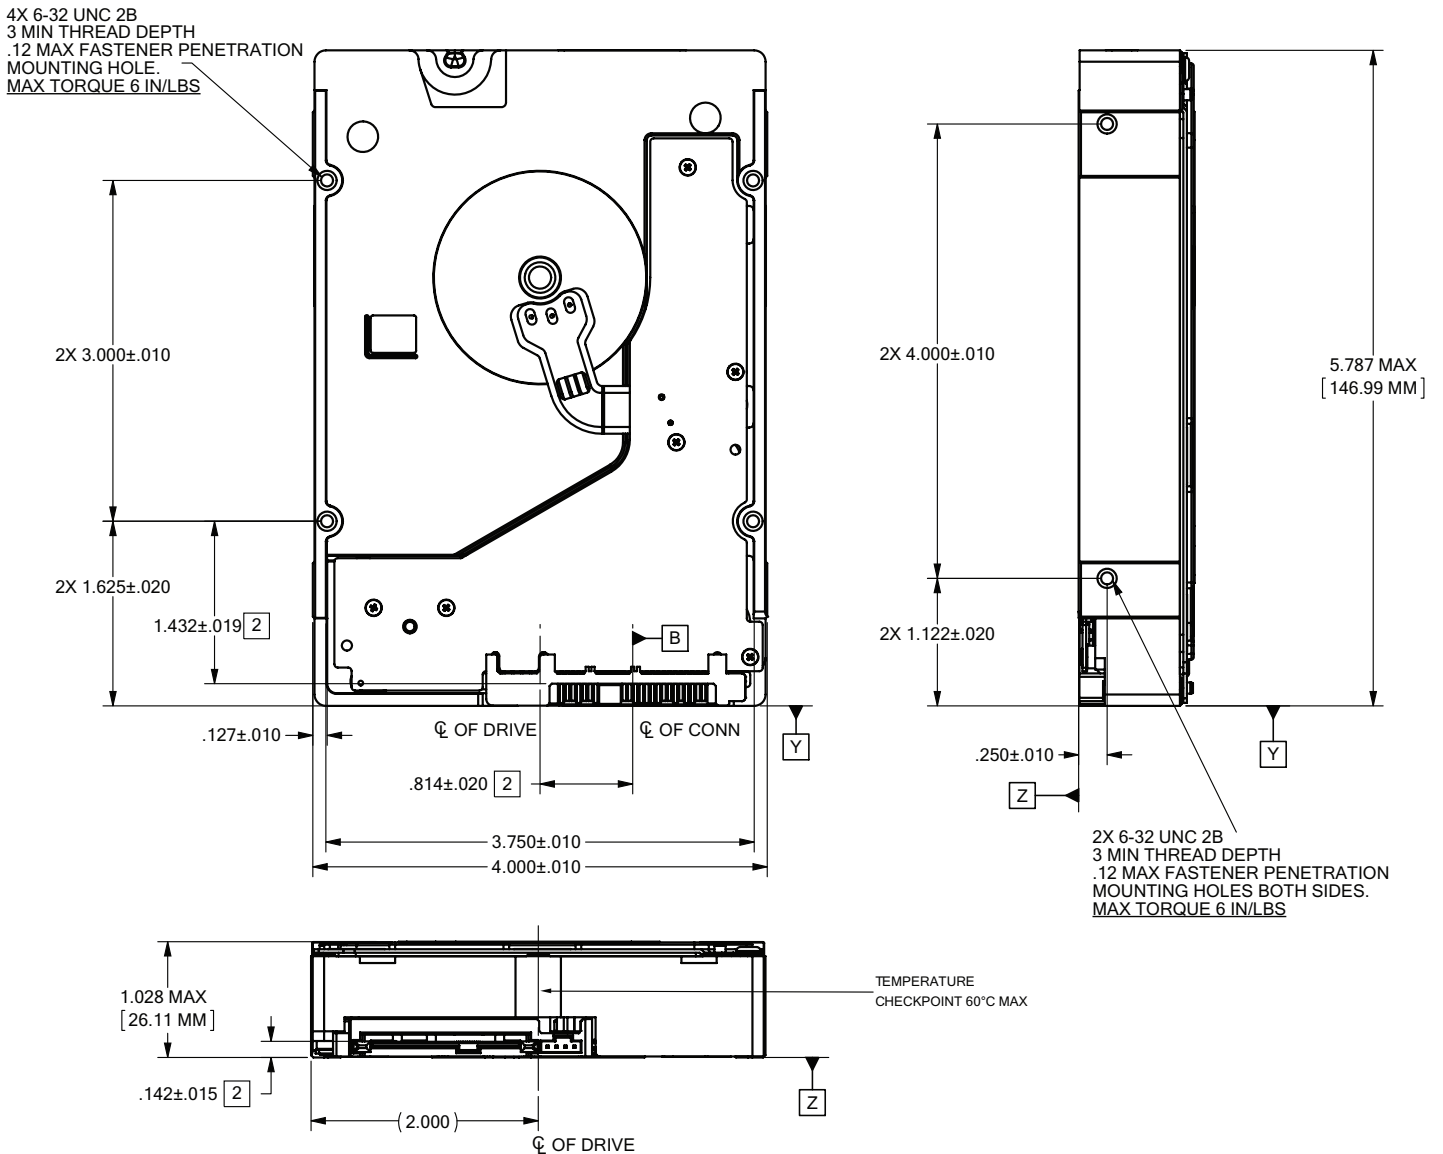 4X 6-32 UNC 2B
3 MIN THREAD DEPTH
.12 MAX FASTENER PENETRATION
MOUNTING HOLE.
MAX TORQUE 6 IN/LBS
2X 3.000±.010
2X 1.625±.020
1.432±.019 2
B
℄ OF DRIVE
℄ OF CONN
Y
.127±.010
.814±.020 2
3.750±.010
4.000±.010
2X 4.000±.010
5.787 MAX
[146.99 MM]
2X 1.122±.020
.250±.010
Y
Z
2X 6-32 UNC 2B
3 MIN THREAD DEPTH
.12 MAX FASTENER PENETRATION
MOUNTING HOLES BOTH SIDES.
MAX TORQUE 6 IN/LBS
1.028 MAX
[26.11 MM]
TEMPERATURE
CHECKPOINT 60°C MAX
.142±.015 2
Z
(2.000)
℄ OF DRIVE